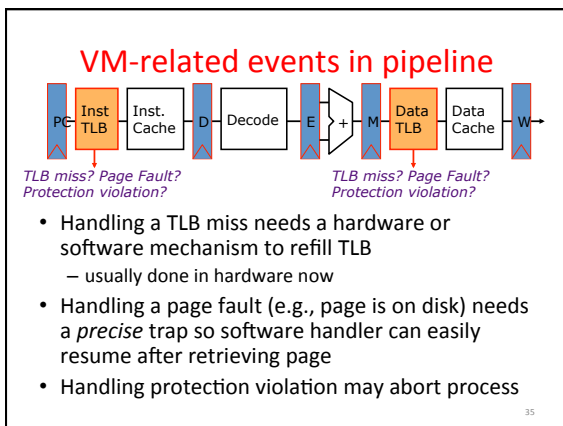 VM-related events in pipeline
PC
Inst TLB
Inst. Cache
D
Decode
E
+
M
Data TLB
Data Cache
W
TLB miss? Page Fault?
Protection violation?
TLB miss? Page Fault?
Protection violation?
• Handling a TLB miss needs a hardware or
software mechanism to refill TLB
– usually done in hardware now
• Handling a page fault (e.g., page is on disk) needs
a precise trap so software handler can easily
resume after retrieving page
• Handling protection violation may abort process
35